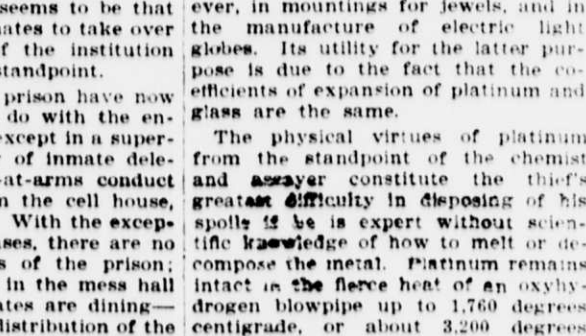 seems to be that
nates to take over
f the institution
standpoint.
prison have now
do with the en-
except in a super-
of inmate dele-
-at-arms conduct
n the cell house,
With the excep-
ses, there are no
s of the prison;
in the mess hall
ates are dining—
distribution of the
ever, in mountings for jewels, and in
the manufacture of electric light
globes. Its utility for the latter pur-
pose is due to the fact that the co-
efficients of expansion of platinum and
glass are the same.
The physical virtues of platinum
from the standpoint of the chemist
and assayer constitute the thief's
greatest difficulty in disposing of his
spoils if he is expert without scien-
tific knowledge of how to melt or de-
compose the metal. Platinum remains
intact in the fierce heat of an oxyhy-
drogen blowpipe up to 1,760 degrees
centigrade, or about 3,200 degrees